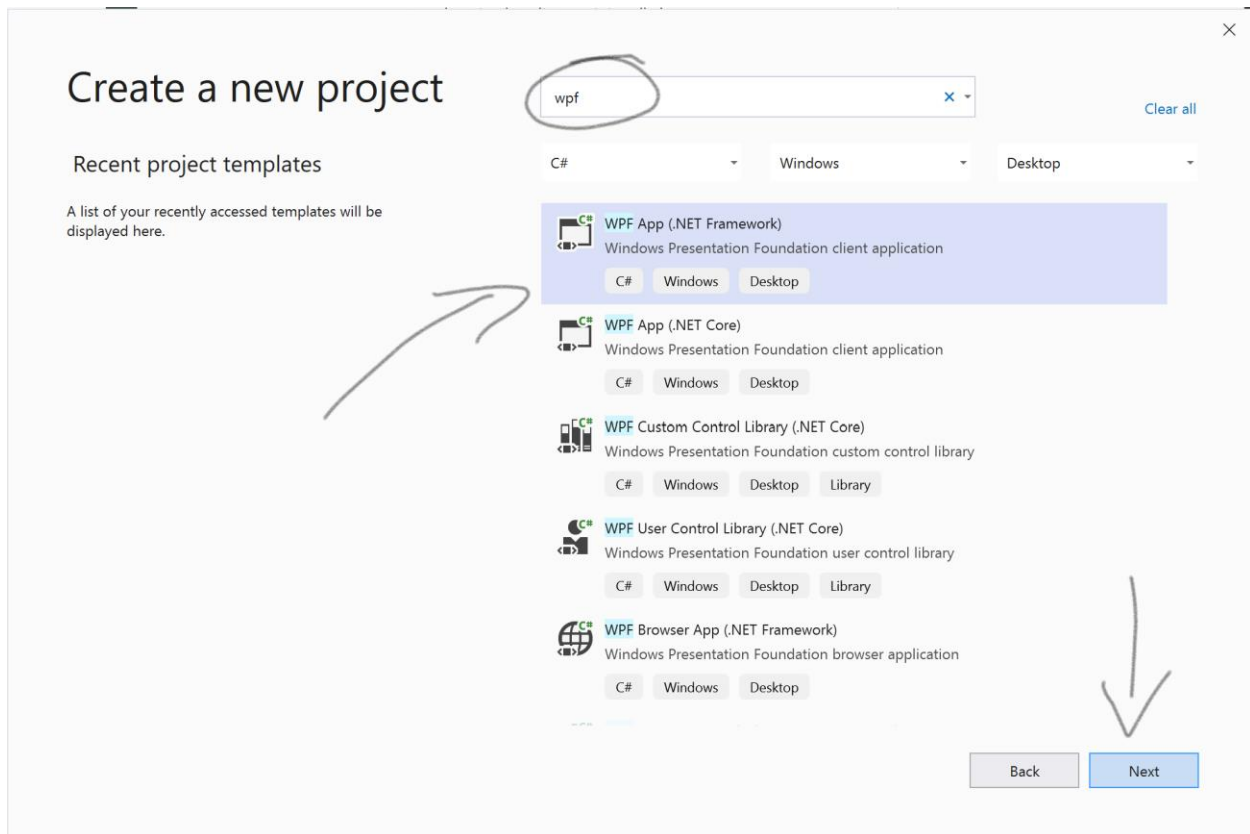 Create a new project
wpf
Clear all
Recent project templates
C#
Windows
Desktop
A list of your recently accessed templates will be
displayed here.
WPF App (.NET Framework)
Windows Presentation Foundation client application
C# Windows Desktop
WPF App (.NET Core)
Windows Presentation Foundation client application
C# Windows Desktop
WPF Custom Control Library (.NET Core)
Windows Presentation Foundation custom control library
C# Windows Desktop Library
WPF User Control Library (.NET Core)
Windows Presentation Foundation user control library
C# Windows Desktop Library
WPF Browser App (.NET Framework)
Windows Presentation Foundation browser application
C# Windows Desktop
Back
Next